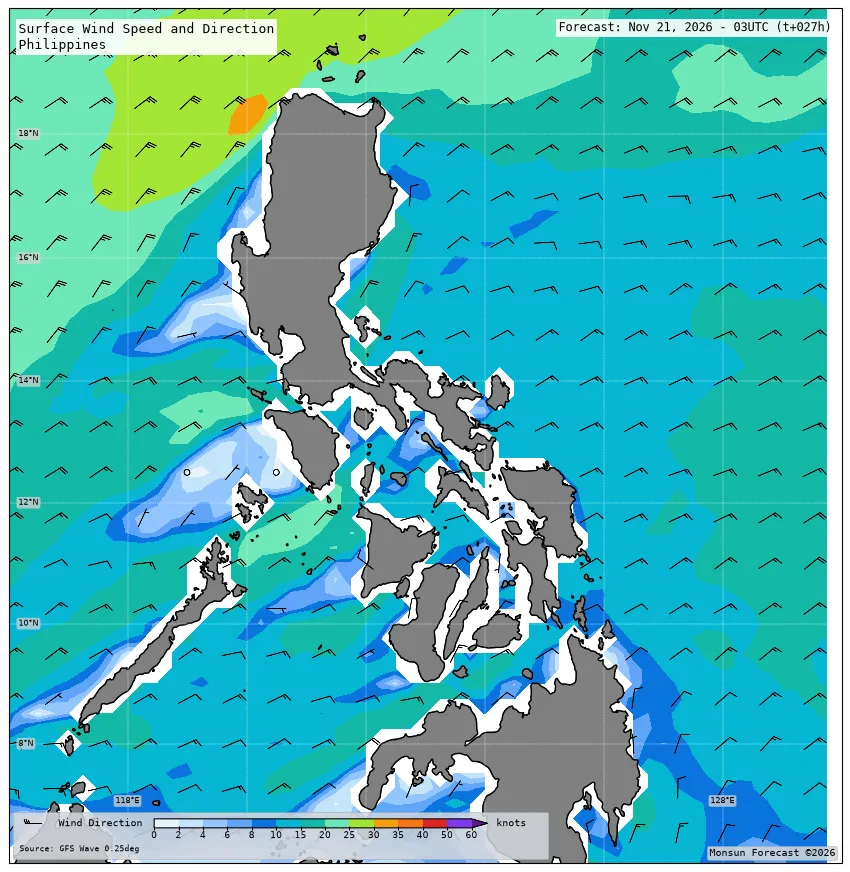 Surface Wind Speed and Direction
Philippines
Forecast: Nov 21, 2026 - 03UTC (t+027h)
18°N
16°N
14°N
12°N
10°N
8°N
118°E
128°E
Wind Direction
0 2 4 6 8 10 15 20 25 30 35 40 50 60
knots
Source: GFS Wave 0.25deg
Monsun Forecast ©2026